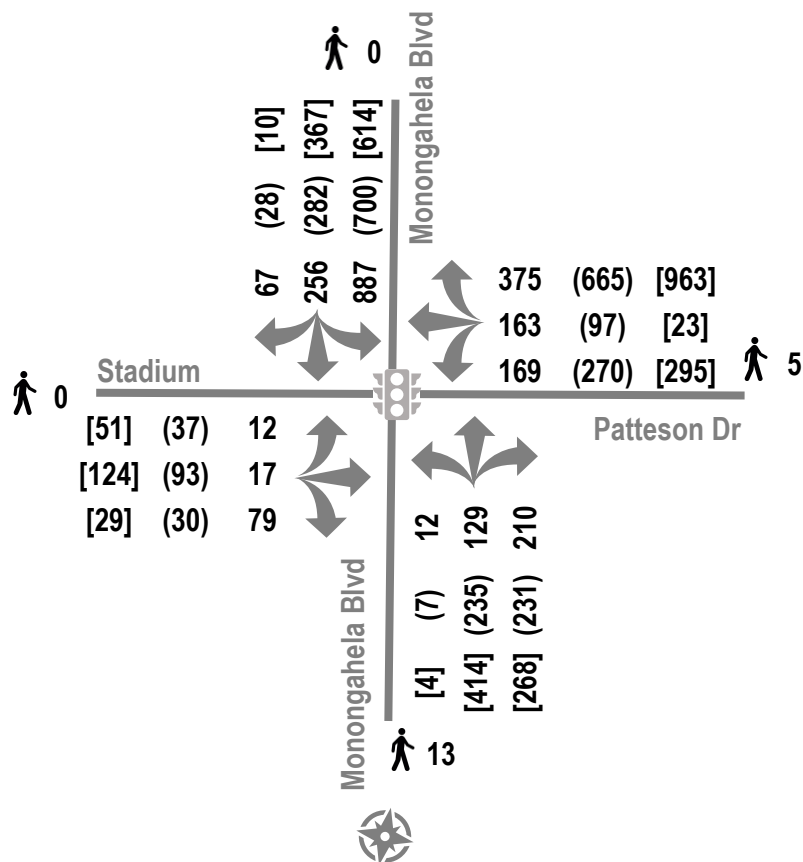 0
Monongahela Blvd
[10] [367] [614]
(28) (282) (700)
67 256 887
375 (665) [963]
163 (97) [23]
169 (270) [295]
5
Stadium
0
Patteson Dr
[51] (37) 12
[124] (93) 17
[29] (30) 79
12 129 210
(7) (235) (231)
[4] [414] [268]
Monongahela Blvd
13